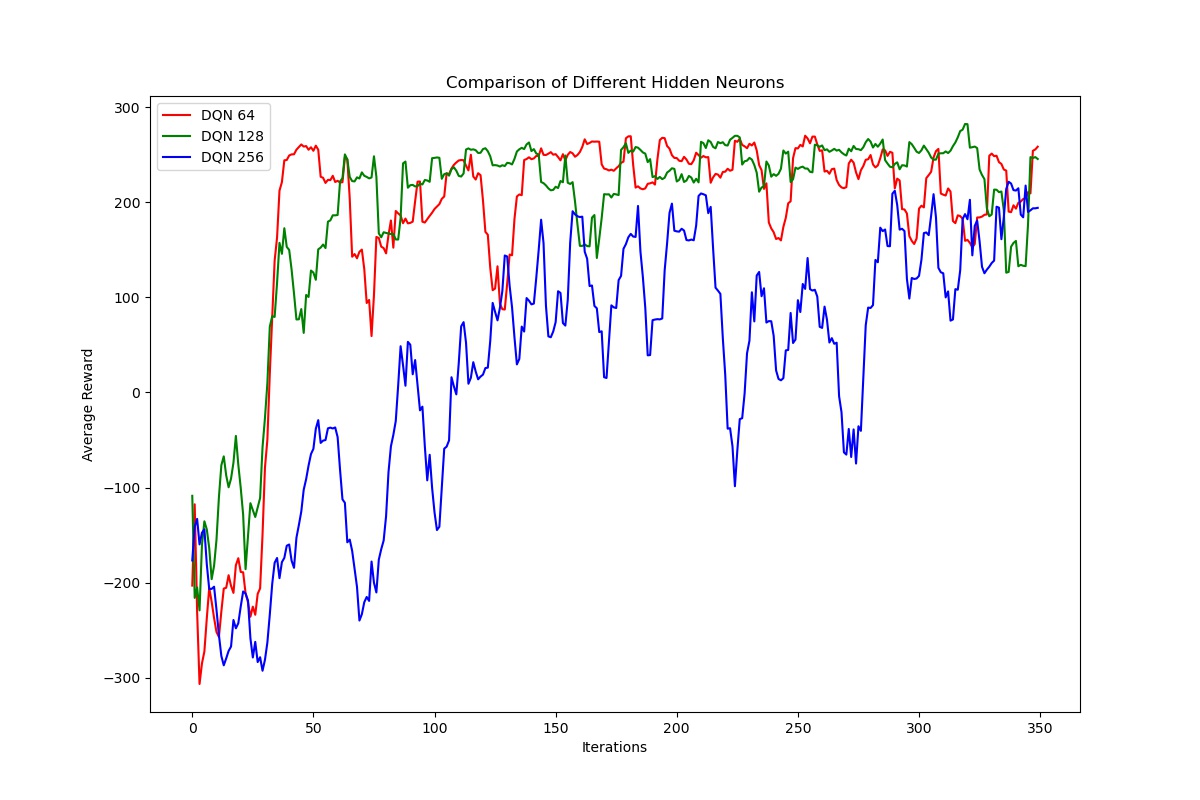 Comparison of Different Hidden Neurons
DQN 64
DQN 128
DQN 256
300
200
100
0
−100
−200
−300
Average Reward
0 50 100 150 200 250 300 350
Iterations